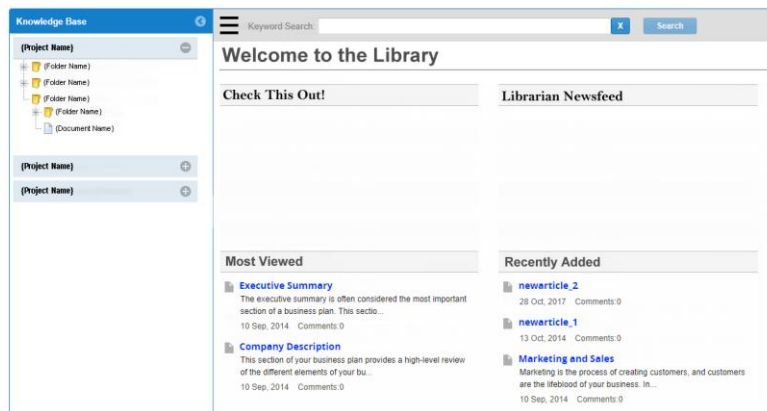 Knowledge Base
(Project Name)
(Folder Name)
(Folder Name)
(Folder Name)
(Folder Name)
(Document Name)
(Project Name)
(Project Name)
Keyword Search:
X
Search
Welcome to the Library
Check This Out!
Librarian Newsfeed
Most Viewed
Executive Summary
The executive summary is often considered the most important
section of a business plan. This sectio...
10 Sep, 2014 Comments:0
Company Description
This section of your business plan provides a high-level review
of the different elements of your bu...
10 Sep, 2014 Comments:0
Recently Added
newarticle_2
28 Oct, 2017 Comments:0
newarticle_1
13 Oct, 2014 Comments:0
Marketing and Sales
Marketing is the process of creating customers, and customers
are the lifeblood of your business. In...
10 Sep, 2014 Comments:0